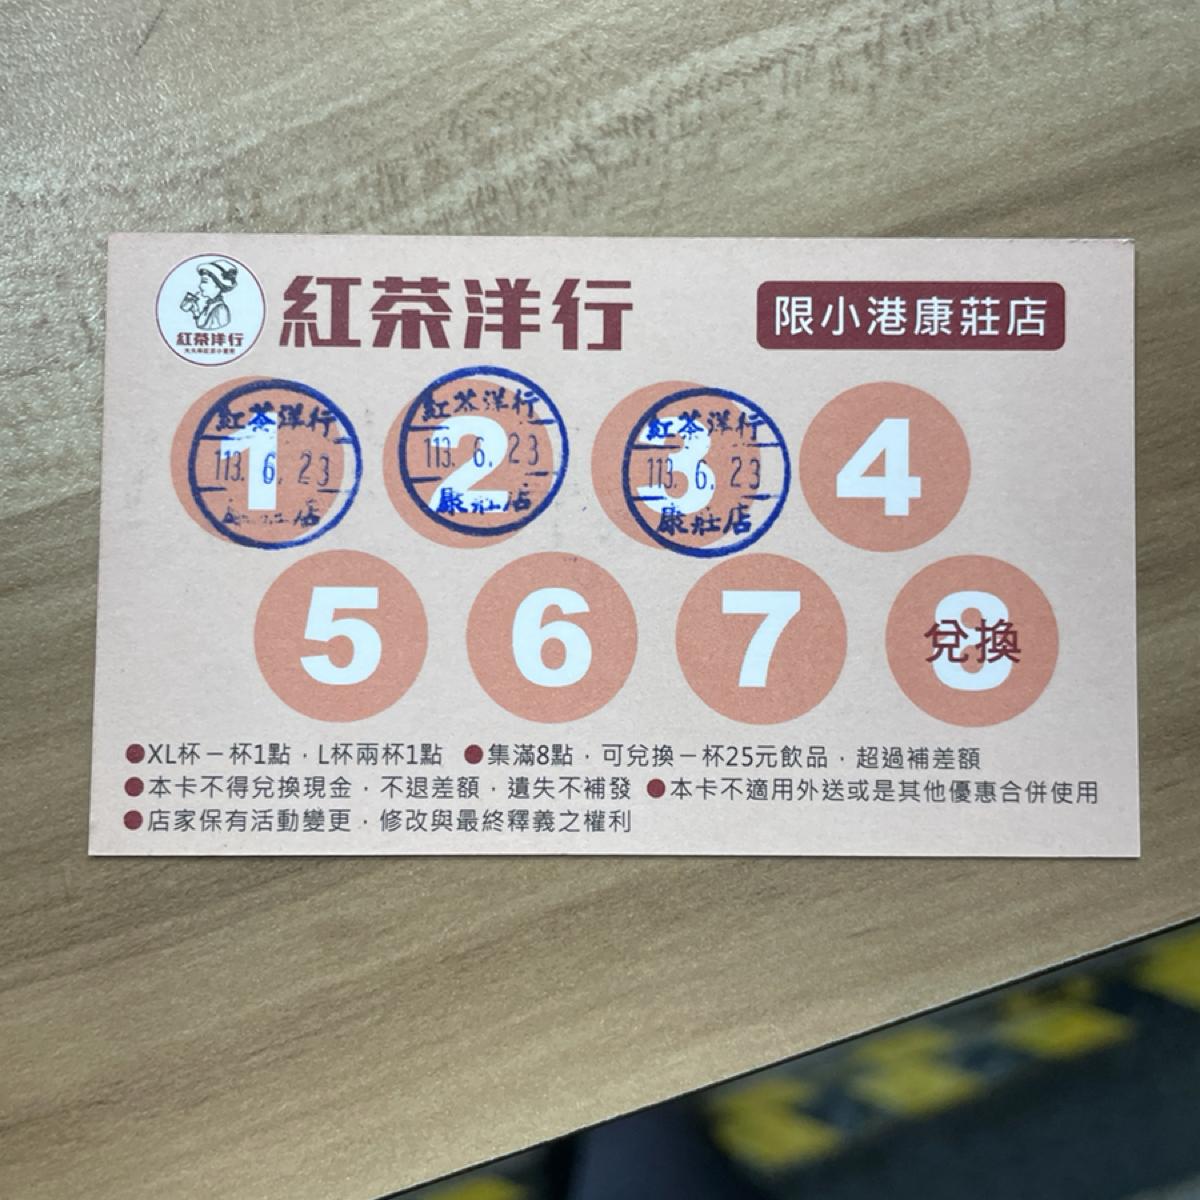 紅茶洋行
紅茶洋行
限小港康莊店
紅茶洋行
113. 6. 23
店
紅茶洋行
113. 6. 23
康莊店
紅茶洋行
113. 6. 23
康莊店
1 2 3 4
5 6 7 8
兌換
●XL杯一杯1點，L杯兩杯1點 ●集滿8點，可兌換一杯25元飲品，超過補差額
●本卡不得兌換現金，不退差額，遺失不補發 ●本卡不適用外送或是其他優惠合併使用
●店家保有活動變更，修改與最終釋義之權利